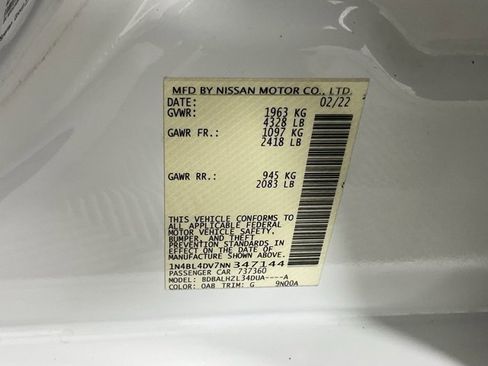 MFD BY NISSAN MOTOR CO., LTD.
DATE: 02/22
GVWR: 1963 KG
4328 LB
GAWR FR.: 1097 KG
2418 LB
GAWR RR.: 945 KG
2083 LB
THIS VEHICLE CONFORMS TO
ALL APPLICABLE FEDERAL
MOTOR VEHICLE SAFETY,
BUMPER, AND THEFT
PREVENTION STANDARDS IN
EFFECT ON THE DATE OF
MANUFACTURE SHOWN ABOVE.
1N4BL4DV7NN347144
PASSENGER CAR 737360
MODEL: BDBALHZL34DUA----A
COLOR: QAB TRIM: G 9N00A